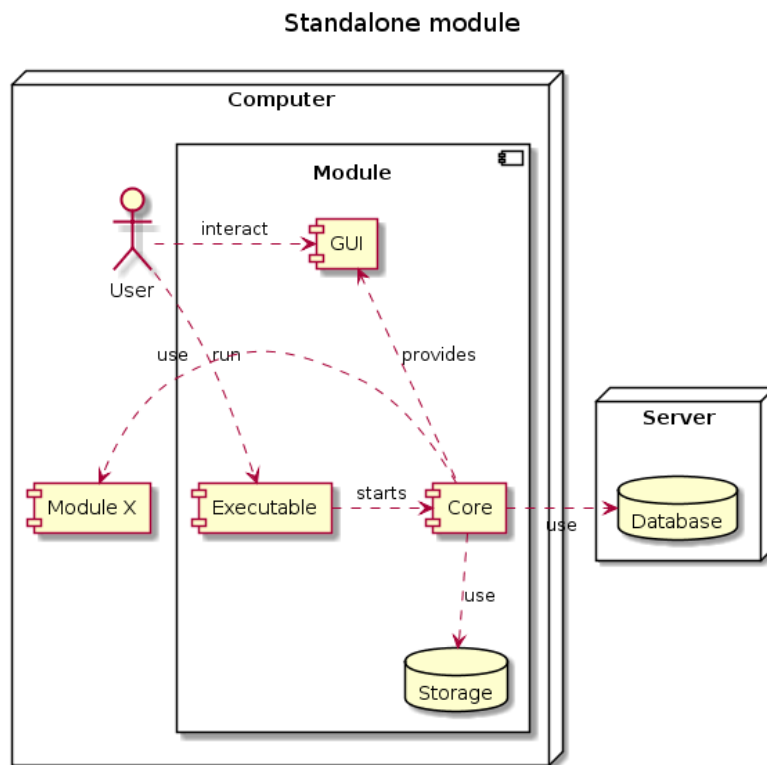 Standalone module
Computer
Module
interact
GUI
User
use
run
provides
Server
Module X
Executable
starts
Core
use
Database
use
Storage